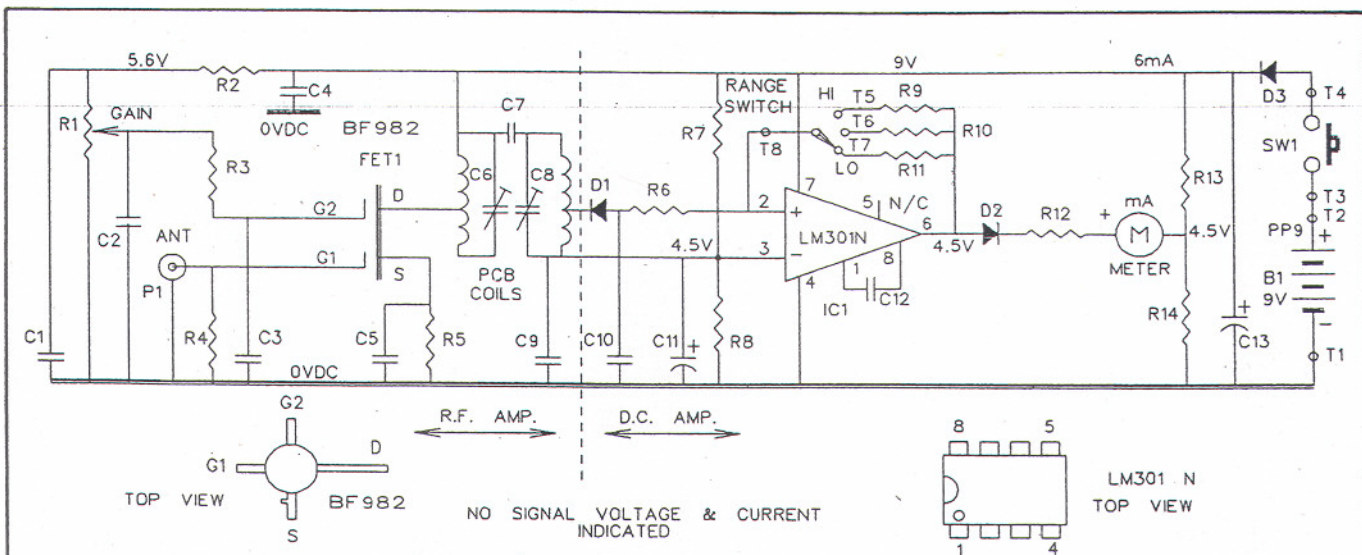 5.6V
R2
9V
6mA
D3
T4
C4
0VDC
C7
RANGE
SWITCH
HI
T5
R9
R1
GAIN
BF982
FET1
R7
T6
R10
T8
T7
LO
R11
SW1
R3
C6
C8
D1
R6
R13
D
5
N/C
7
T3
T2
G2
2
+
LM301N
6
D2
R12
+
mA
M
4.5V
PP9
+
C2
ANT
G1
4.5V
3
−
8
4.5V
METER
P1
S
PCB
COILS
4
1
IC1
C12
B1
9V
R14
C1
R4
C3
C5
R5
C9
C10
C11
+
R8
+
C13
−
T1
0VDC
G2
R.F. AMP.
D.C. AMP.
8
5
G1
D
TOP VIEW
BF982
S
NO SIGNAL VOLTAGE & CURRENT
INDICATED
LM301 N
TOP VIEW
1
4